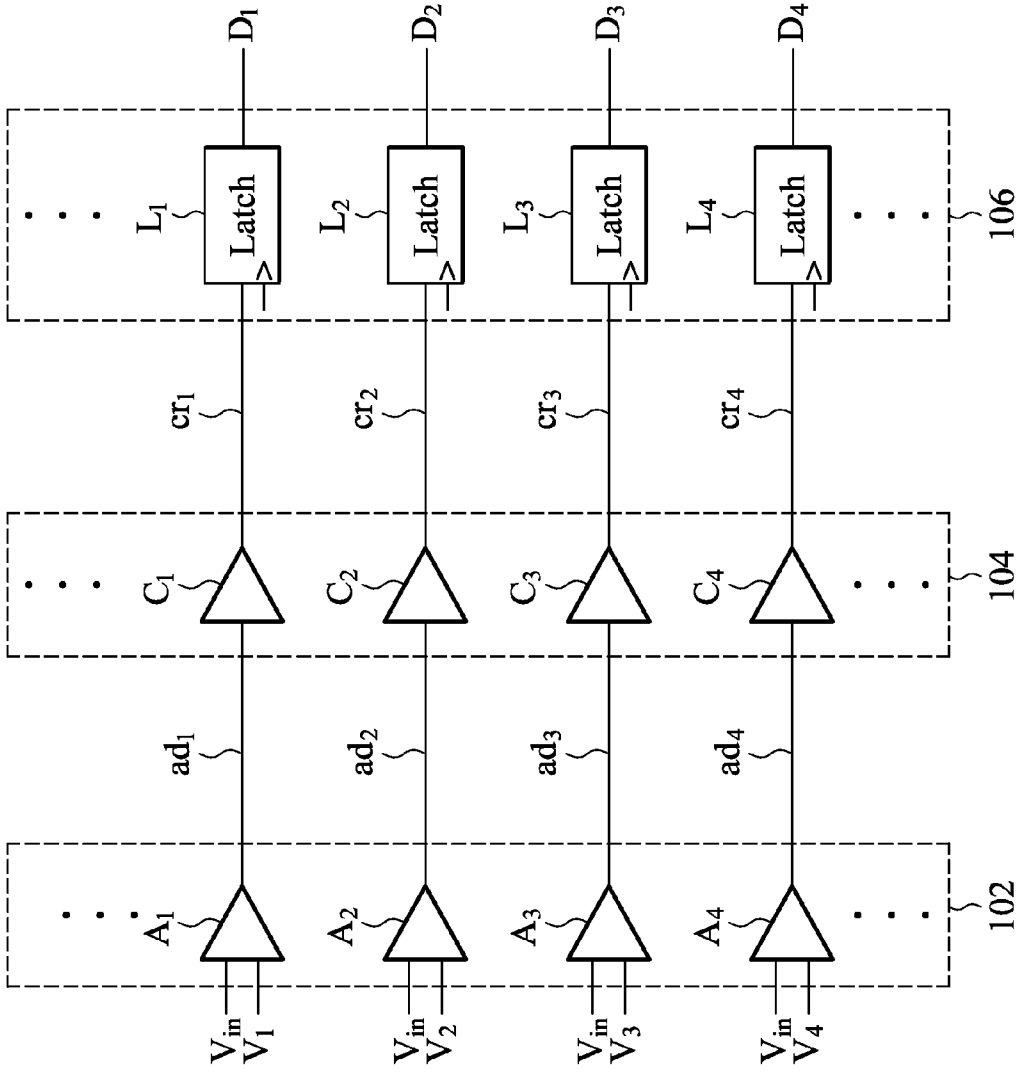 D₁
D₂
D₃
D₄
L₁
Latch
L₂
Latch
L₃
Latch
L₄
Latch
106
cr₁
cr₂
cr₃
cr₄
C₁
C₂
C₃
C₄
104
ad₁
ad₂
ad₃
ad₄
A₁
A₂
A₃
A₄
102
Vᵢₙ
V₁
Vᵢₙ
V₂
Vᵢₙ
V₃
Vᵢₙ
V₄